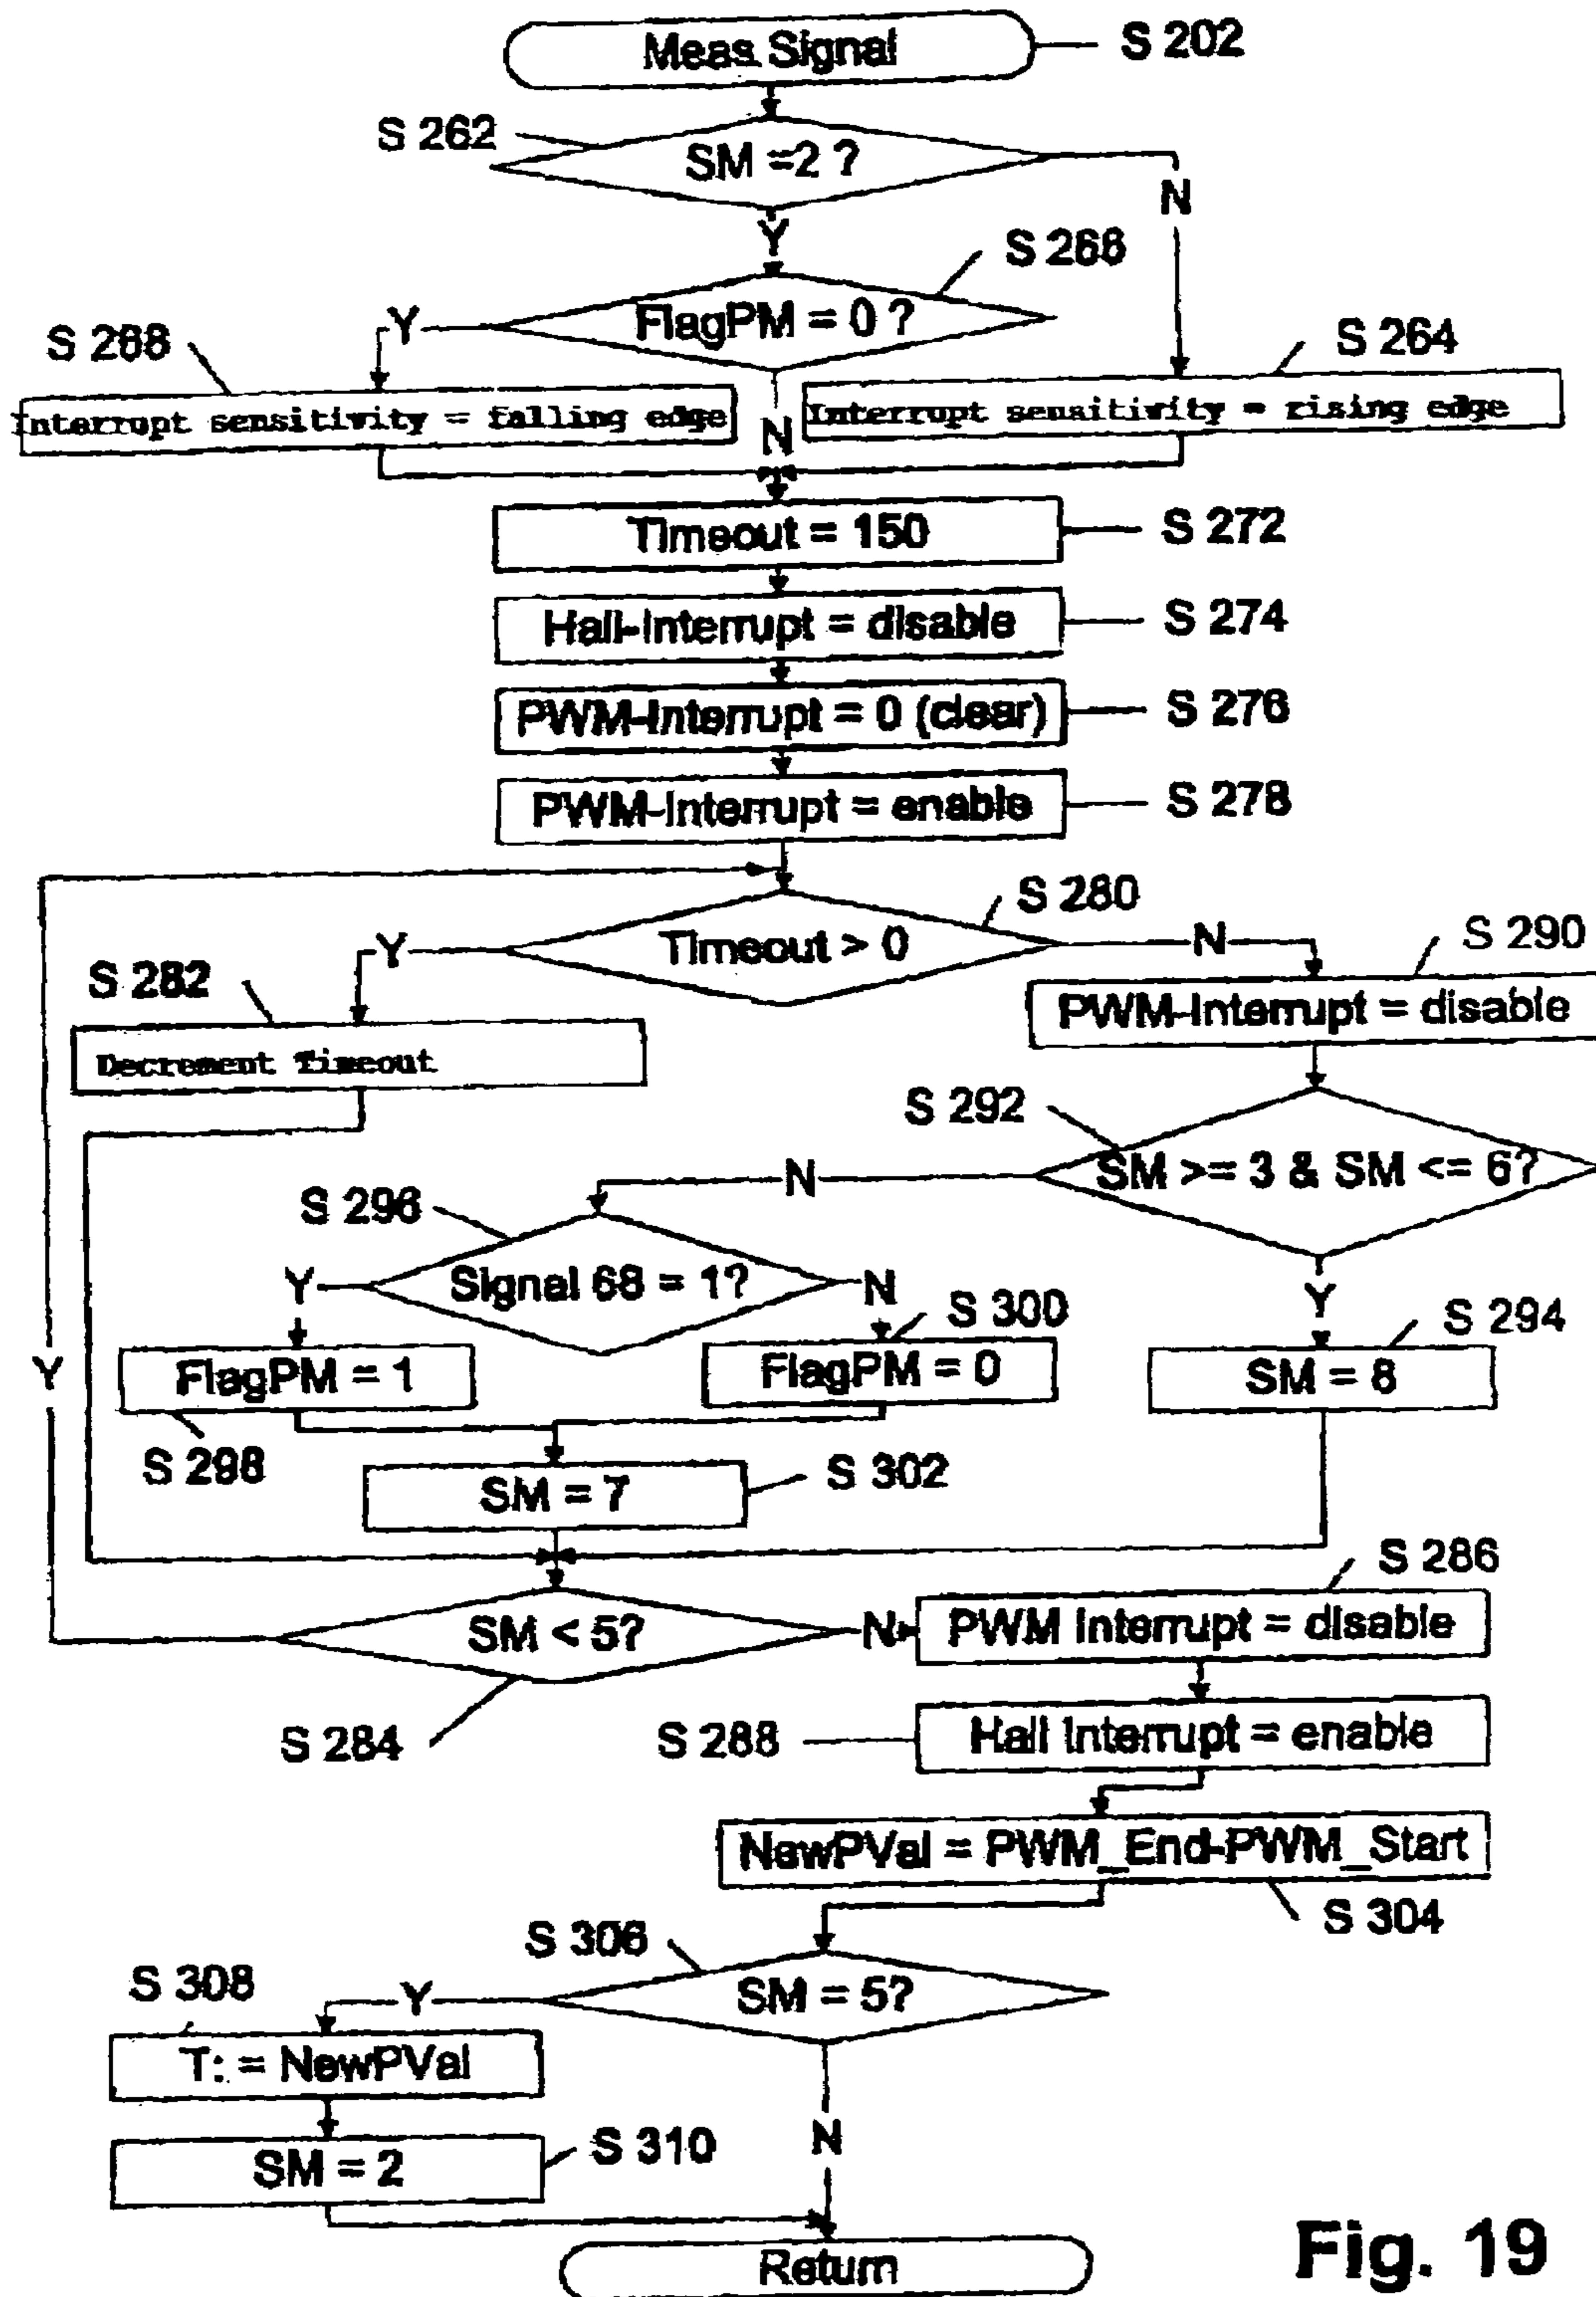 Meas Signal
S 202
S 262
SM =2 ?
N
Y
S 266
FlagPM = 0 ?
Y
S 268
S 264
Interrupt sensitivity = falling edge
N
Interrupt sensitivity = rising edge
Timeout = 150
S 272
Hall-Interrupt = disable
S 274
PWM-Interrupt = 0 (clear)
S 276
PWM-Interrupt = enable
S 278
S 280
Timeout > 0
Y
N
S 290
S 282
PWM-Interrupt = disable
Decrement Timeout
S 292
SM >= 3 & SM <= 6?
N
S 296
Signal 68 = 1?
Y
N
Y
S 300
S 294
Y
FlagPM = 1
FlagPM = 0
SM = 8
S 298
SM = 7
S 302
S 286
SM < 5?
N
PWM Interrupt = disable
S 284
S 288
Hall Interrupt = enable
NewPVal = PWM_End-PWM_Start
S 304
S 306
S 308
Y
SM = 5?
T: = NewPVal
N
SM = 2
S 310
Return
Fig. 19